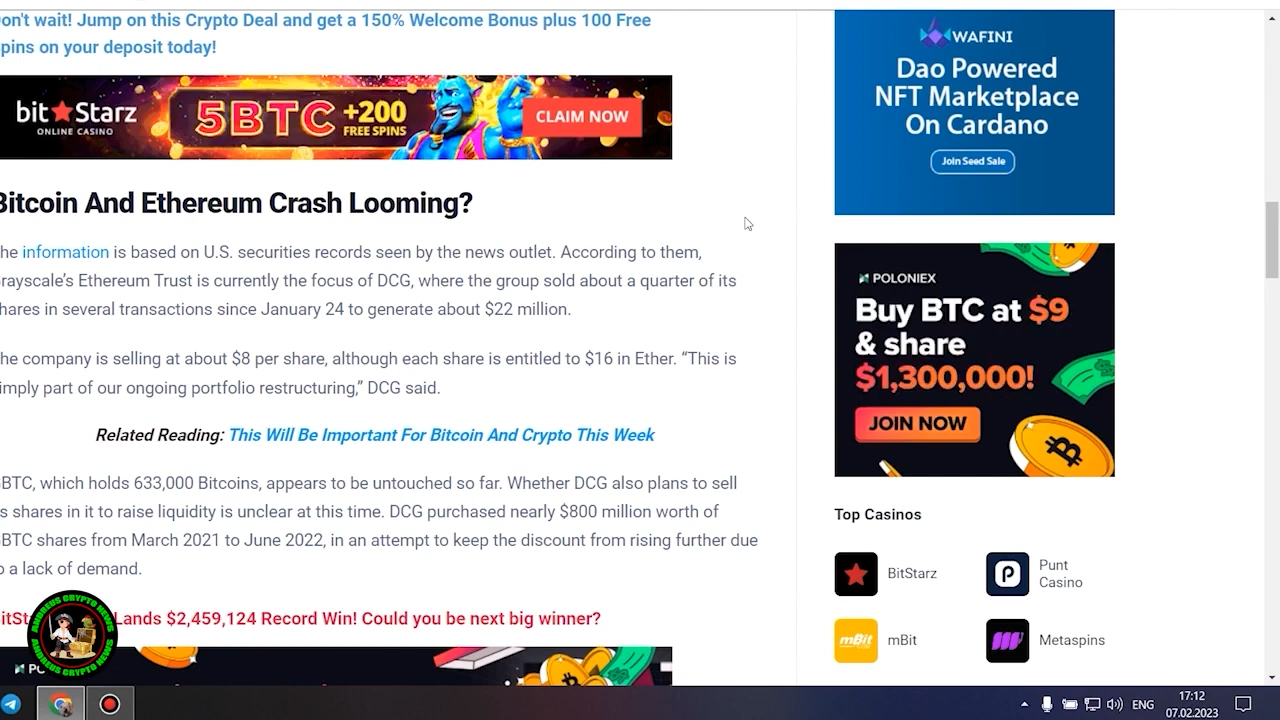 on't wait! Jump on this Crypto Deal and get a 150% Welcome Bonus plus 100 Free
pins on your deposit today!
bit Starz
ONLINE CASINO
5BTC +200
FREE SPINS
CLAIM NOW
Bitcoin And Ethereum Crash Looming?
he information is based on U.S. securities records seen by the news outlet. According to them,
rayscale's Ethereum Trust is currently the focus of DCG, where the group sold about a quarter of its
hares in several transactions since January 24 to generate about $22 million.
he company is selling at about $8 per share, although each share is entitled to $16 in Ether. “This is
imply part of our ongoing portfolio restructuring,” DCG said.
Related Reading: This Will Be Important For Bitcoin And Crypto This Week
BTC, which holds 633,000 Bitcoins, appears to be untouched so far. Whether DCG also plans to sell
s shares in it to raise liquidity is unclear at this time. DCG purchased nearly $800 million worth of
BTC shares from March 2021 to June 2022, in an attempt to keep the discount from rising further due
o a lack of demand.
itSt Lands $2,459,124 Record Win! Could you be next big winner?
ANDREUS CRYPTO NEWS
ANDREUS CRYPTO NEWS
WAFINI
Dao Powered
NFT Marketplace
On Cardano
Join Seed Sale
POLONIEX
Buy BTC at $9
& share
$1,300,000!
JOIN NOW
Top Casinos
BitStarz
Punt
Casino
mBit
mBit
Metaspins
ENG
17:12
07.02.2023